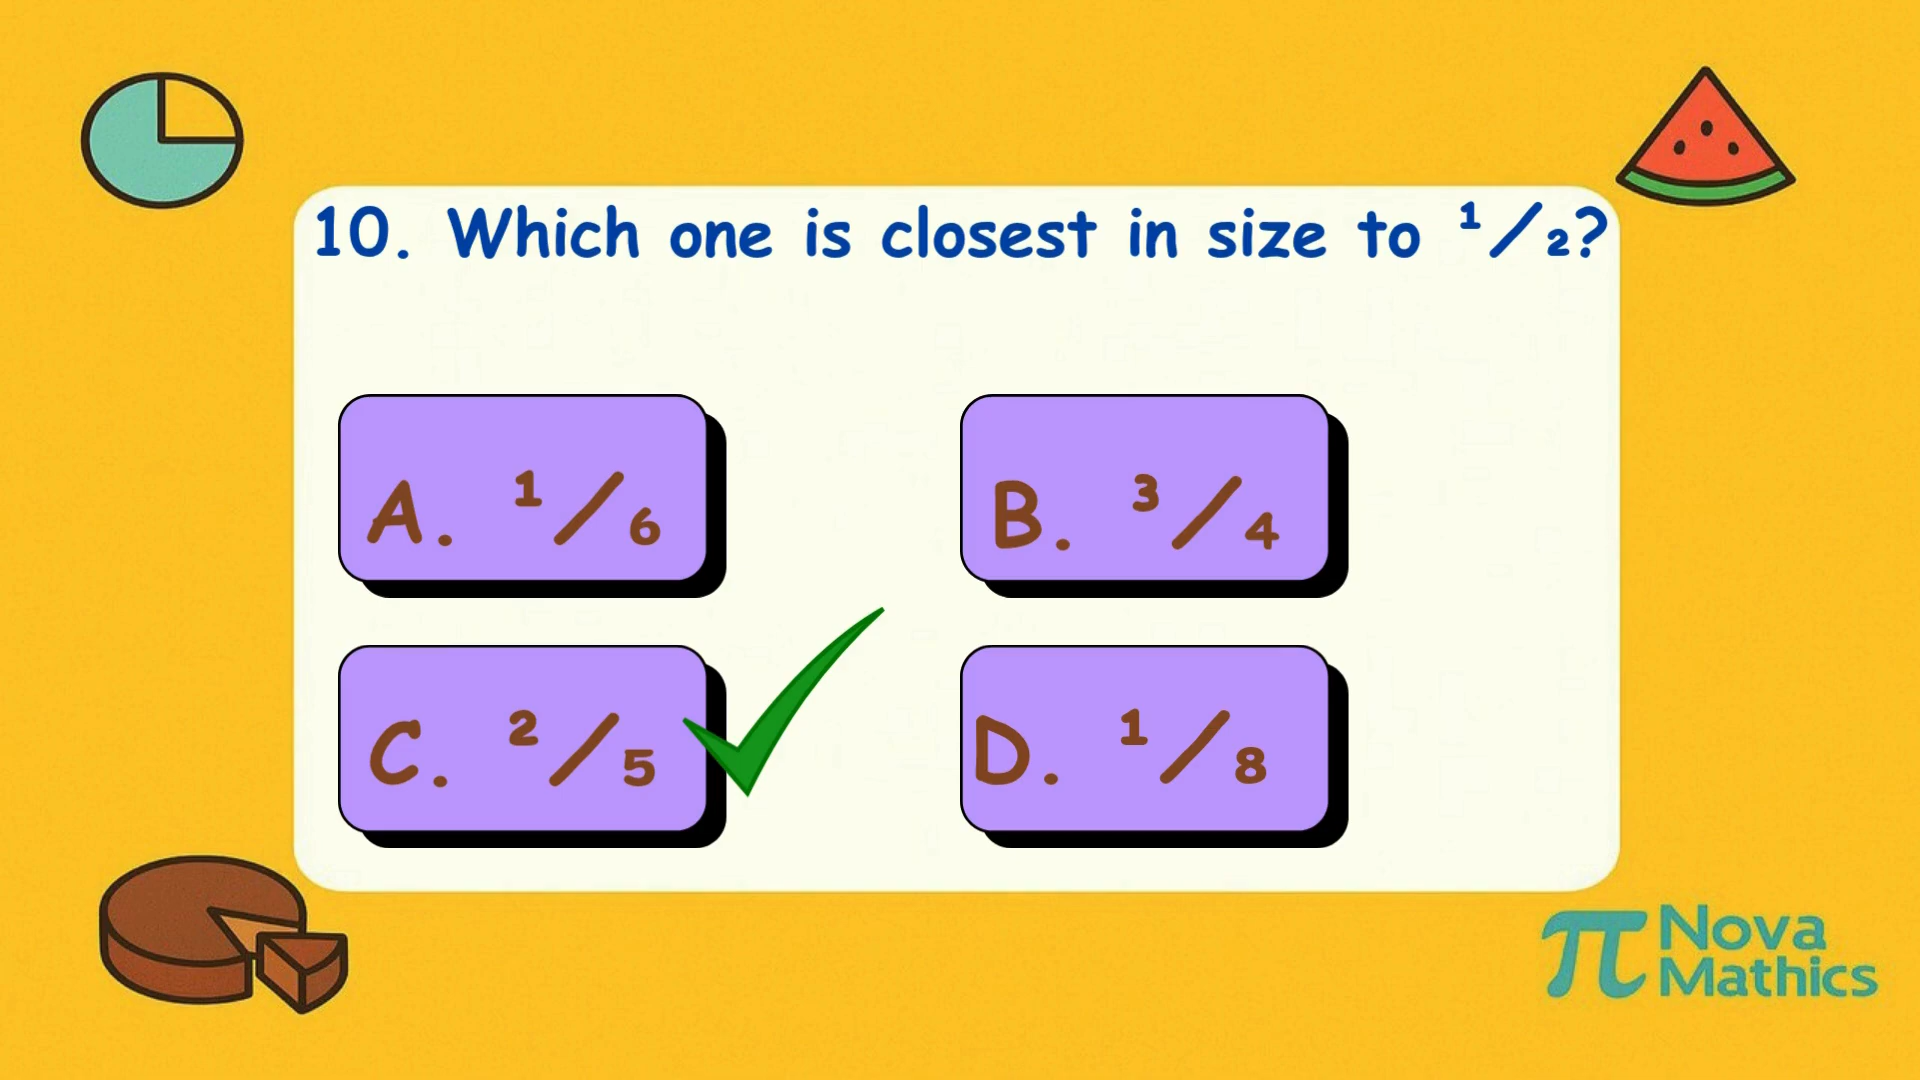 10. Which one is closest in size to ¹/₂?
A. ¹/₆
B. ³/₄
C. ²/₅
D. ¹/₈
π Nova
Mathics